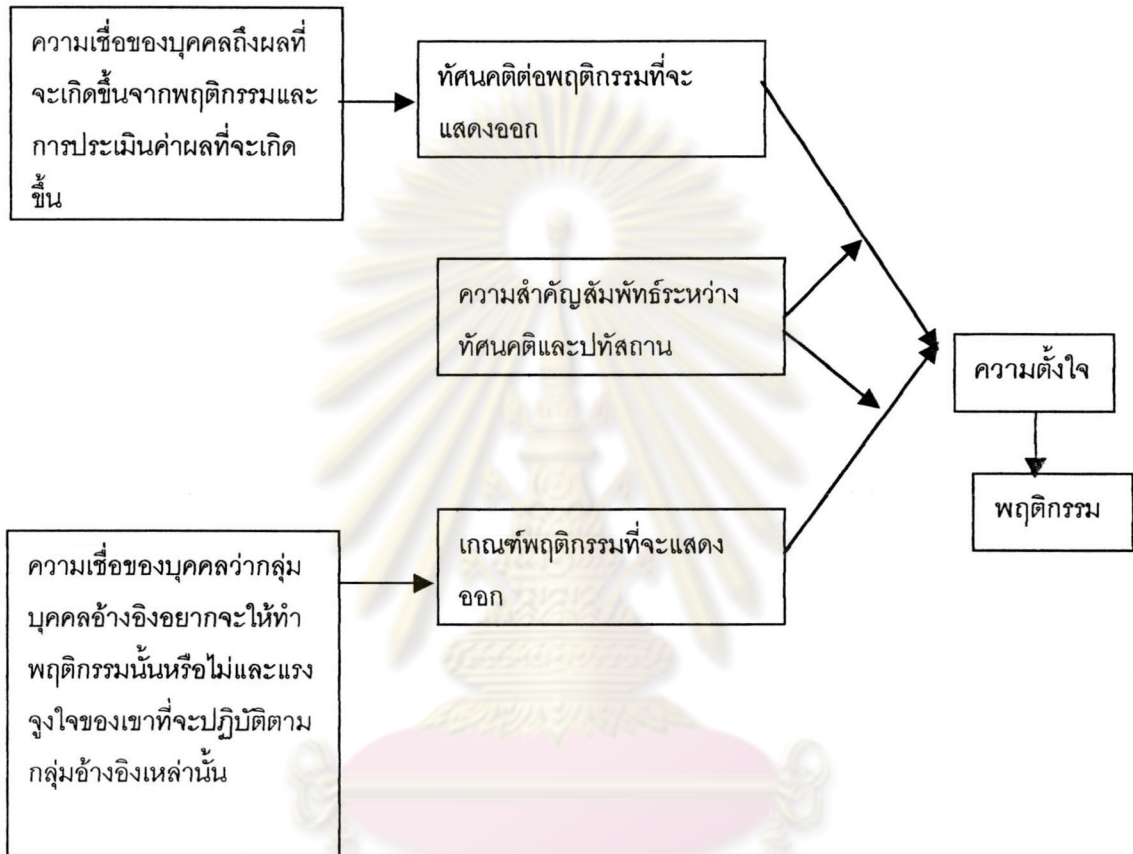 ความเชื่อของบุคคลถึงผลที่
จะเกิดขึ้นจากพฤติกรรมและ
การประเมินค่าผลที่จะเกิด
ขึ้น
ทัศนคติต่อพฤติกรรมที่จะ
แสดงออก
ความสำคัญสัมพัทธ์ระหว่าง
ทัศนคติและปทัสถาน
ความตั้งใจ
พฤติกรรม
เกณฑ์พฤติกรรมที่จะแสดง
ออก
ความเชื่อของบุคคลว่ากลุ่ม
บุคคลอ้างอิงอยากจะให้ทำ
พฤติกรรมนั้นหรือไม่และแรง
จูงใจของเขาที่จะปฏิบัติตาม
กลุ่มอ้างอิงเหล่านั้น